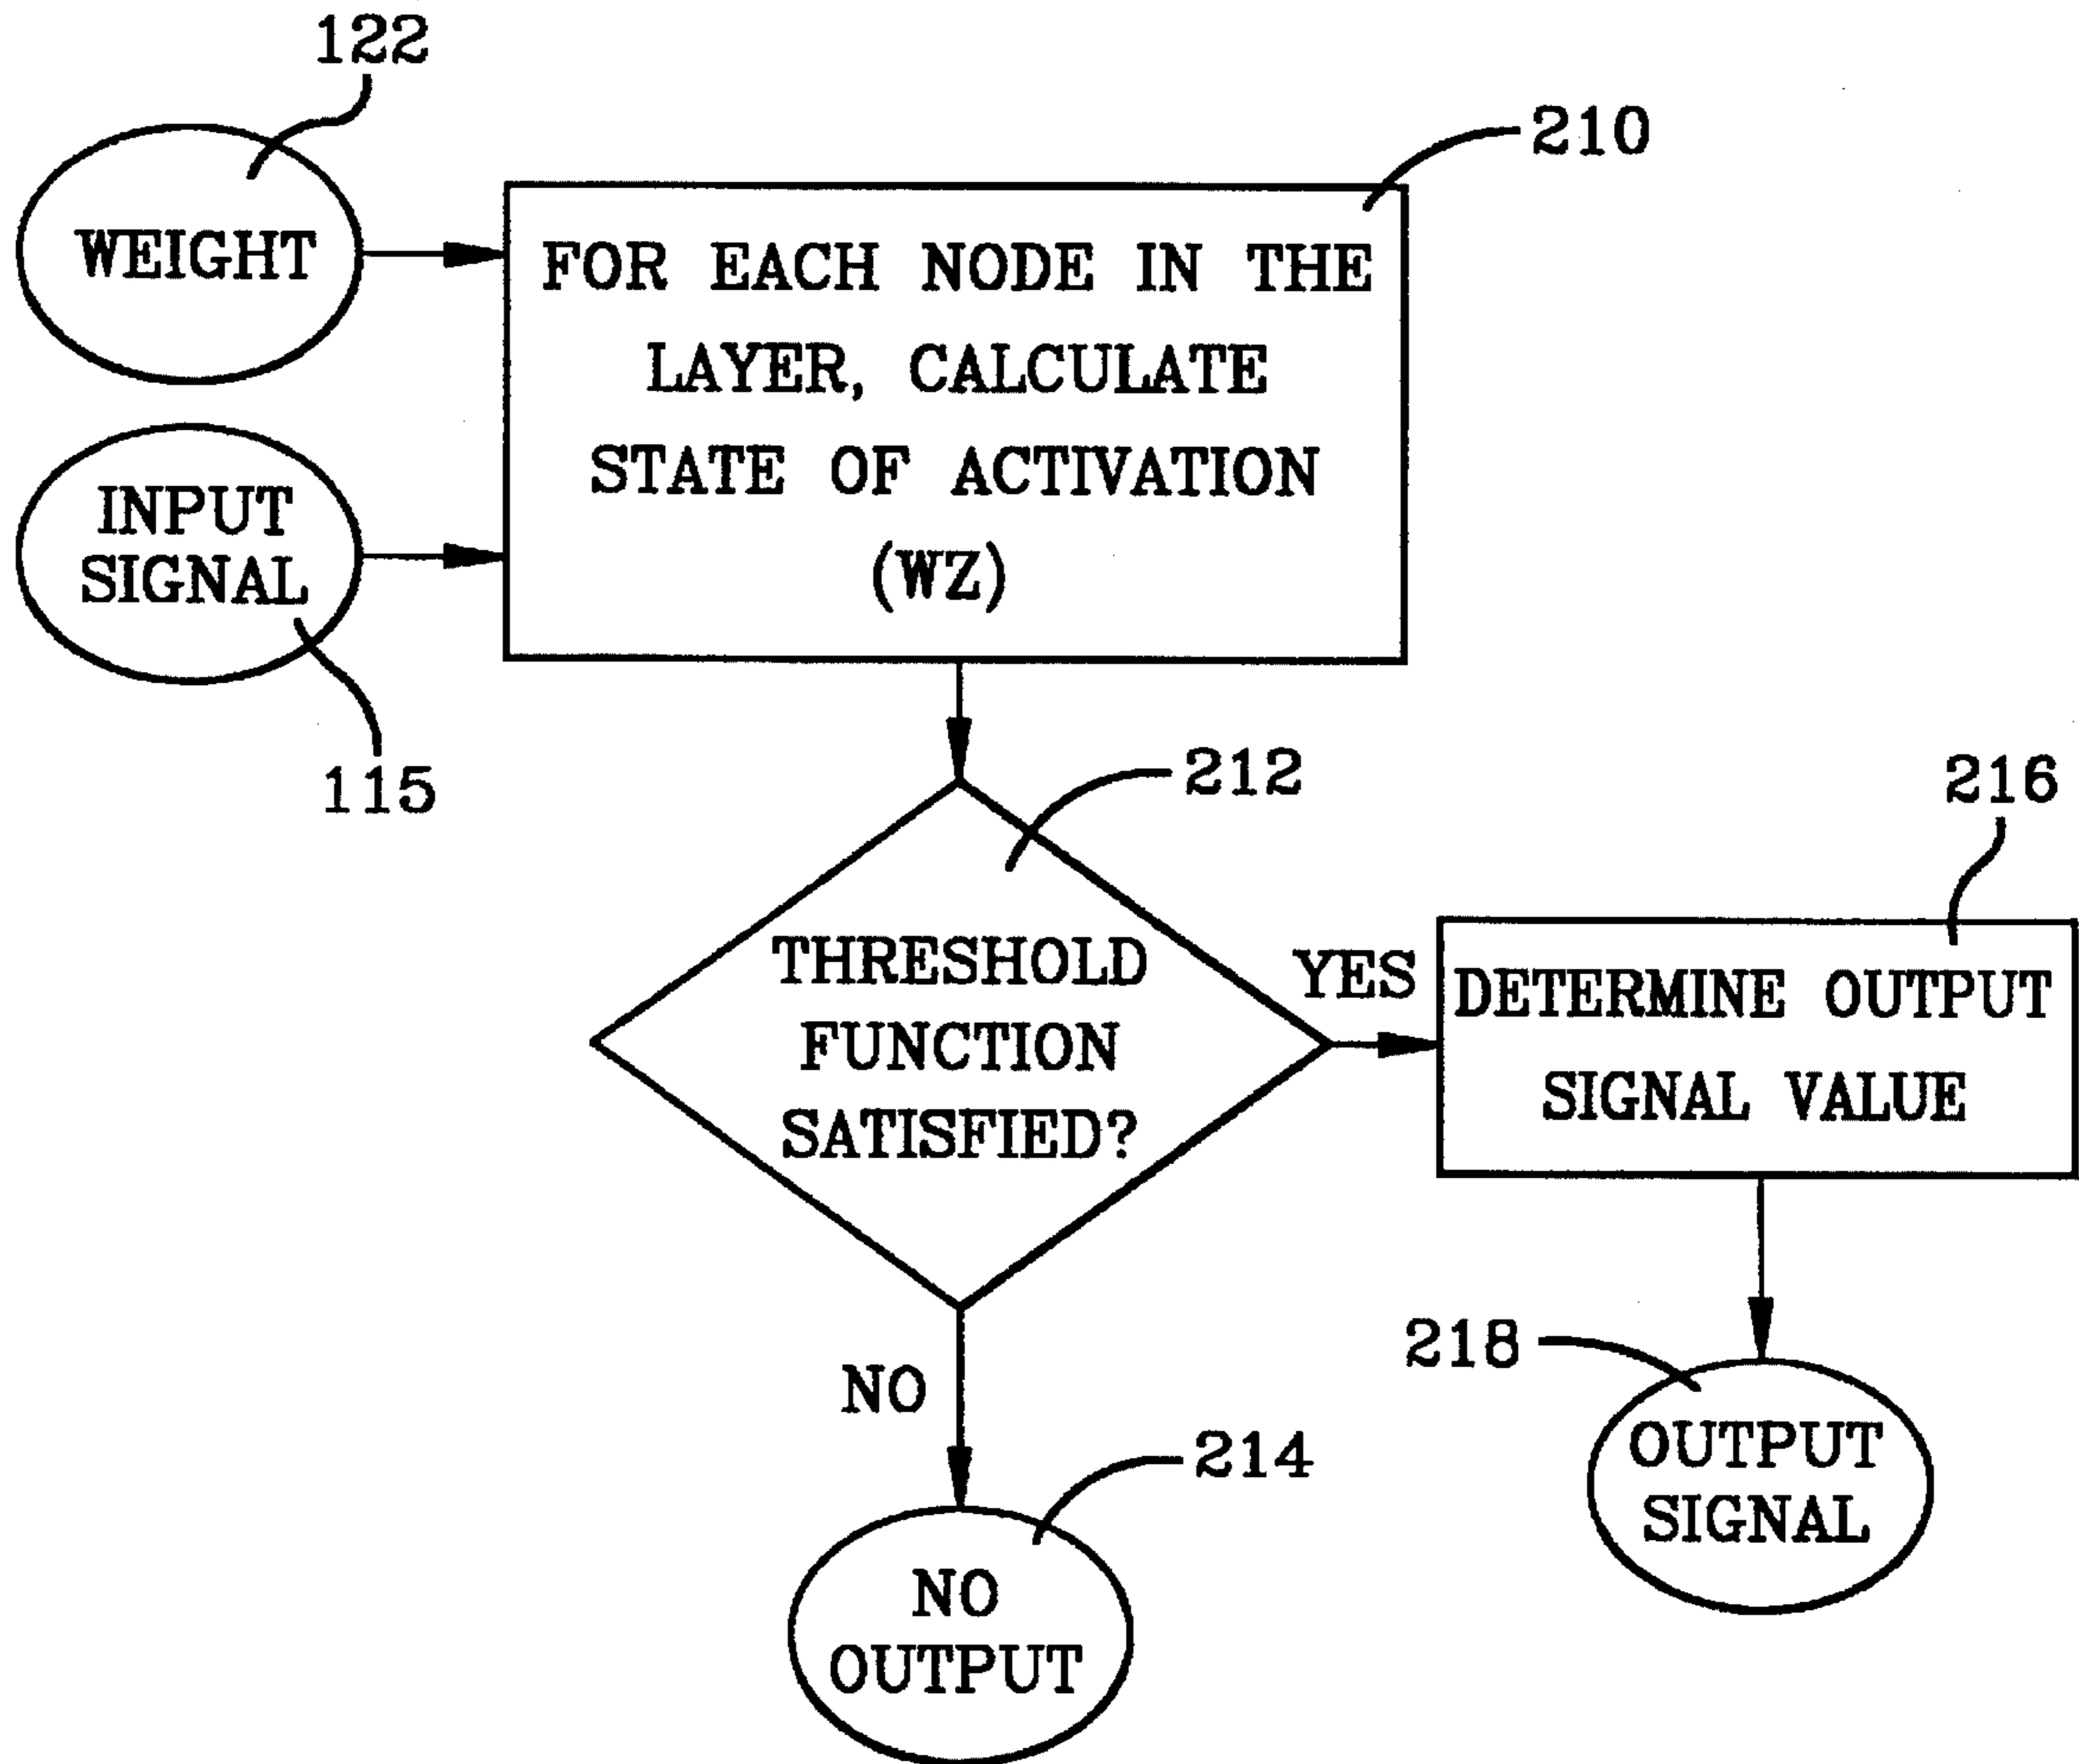 122
210
WEIGHT
FOR EACH NODE IN THE
LAYER, CALCULATE
STATE OF ACTIVATION
(WZ)
INPUT
SIGNAL
115
212
216
THRESHOLD
FUNCTION
SATISFIED?
YES
DETERMINE OUTPUT
SIGNAL VALUE
NO
218
214
OUTPUT
SIGNAL
NO
OUTPUT